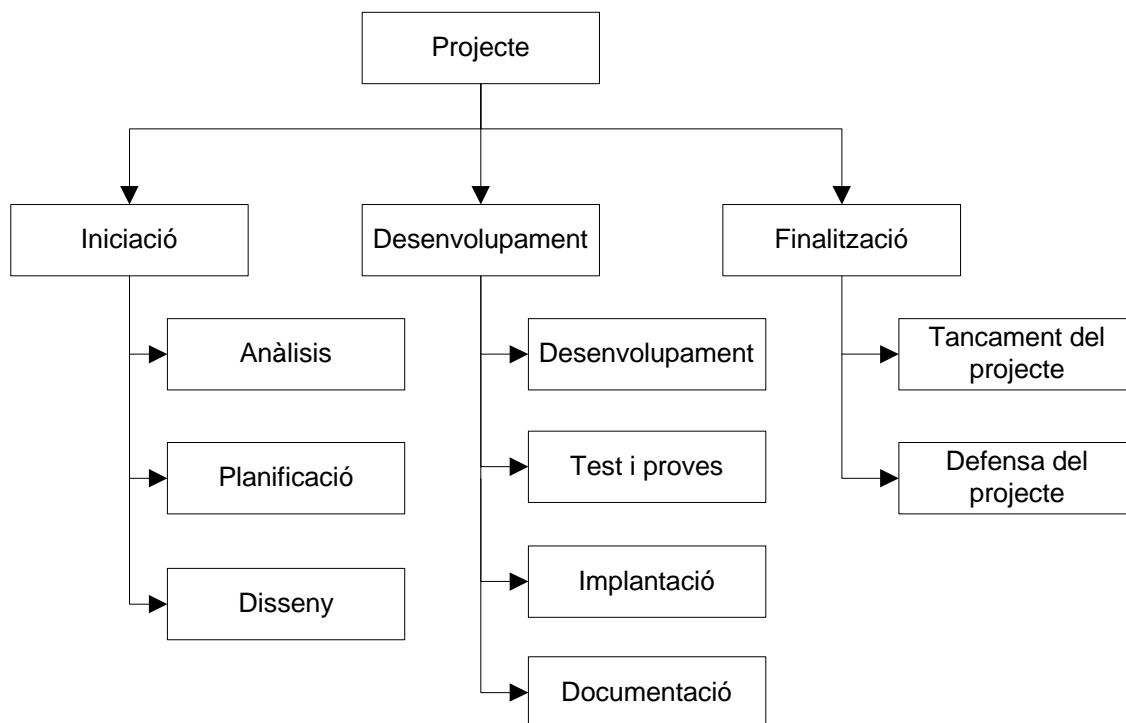 Projecte
Iniciació
Desenvolupament
Finalització
Anàlisis
Planificació
Disseny
Desenvolupament
Test i proves
Implantació
Documentació
Tancament del
projecte
Defensa del
projecte